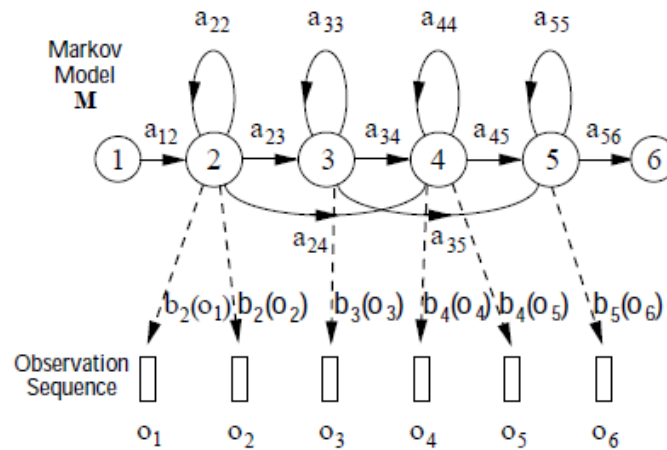 a22 a33 a44 a55
Markov
Model
M
a12 a23 a34 a45 a56
1 2 3 4 5 6
a24 a35
b2(o1) b2(o2) b3(o3) b4(o4) b4(o5) b5(o6)
Observation
Sequence
o1 o2 o3 o4 o5 o6